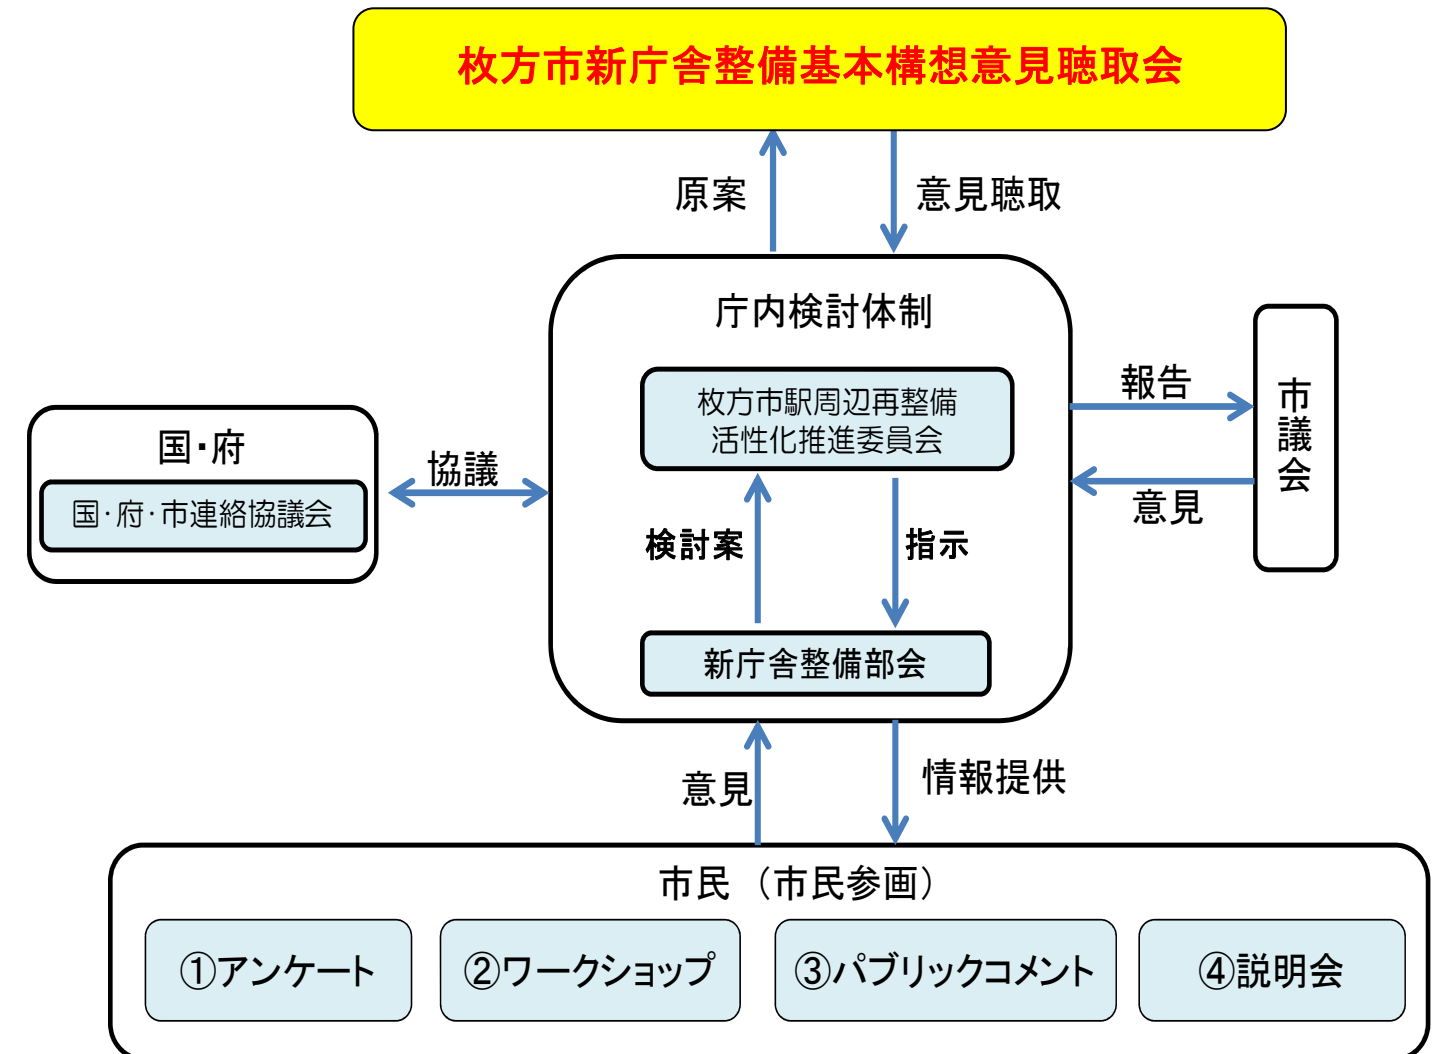 枚方市新庁舎整備基本構想意見聴取会
原案
意見聴取
庁内検討体制
枚方市駅周辺再整備
活性化推進委員会
検討案
指示
新庁舎整備部会
国・府
国・府・市連絡協議会
協議
報告
意見
市議会
意見
情報提供
市民（市民参画）
①アンケート
②ワークショップ
③パブリックコメント
④説明会